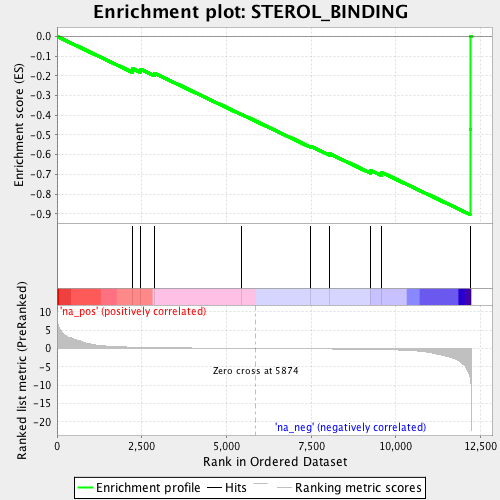 Enrichment plot: STEROL_BINDING
Enrichment score (ES)
0.0
-0.1
-0.2
-0.3
-0.4
-0.5
-0.6
-0.7
-0.8
-0.9
'na_pos' (positively correlated)
Ranked list metric (PreRanked)
10
5
0
-5
-10
-15
-20
Zero cross at 5874
'na_neg' (negatively correlated)
0
2,500
5,000
7,500
10,000
12,500
Rank in Ordered Dataset
Enrichment profile
Hits
Ranking metric scores